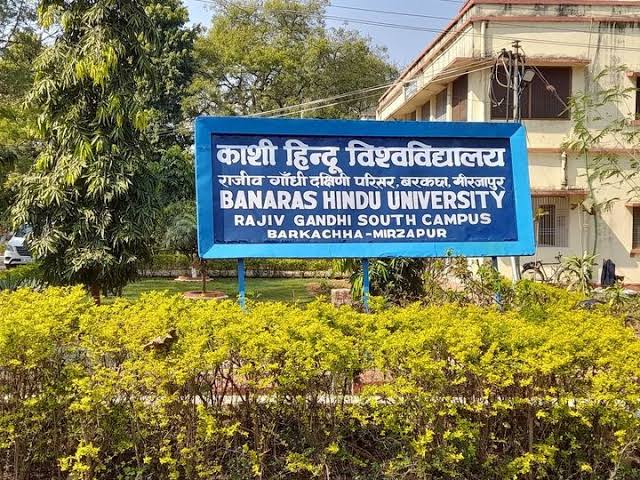 काशी हिन्दू विश्वविद्यालय
राजीव गाँधी दक्षिणी परिसर, बरकछा, मीरजापुर
BANARAS HINDU UNIVERSITY
RAJIV GANDHI SOUTH CAMPUS
BARKACHHA-MIRZAPUR